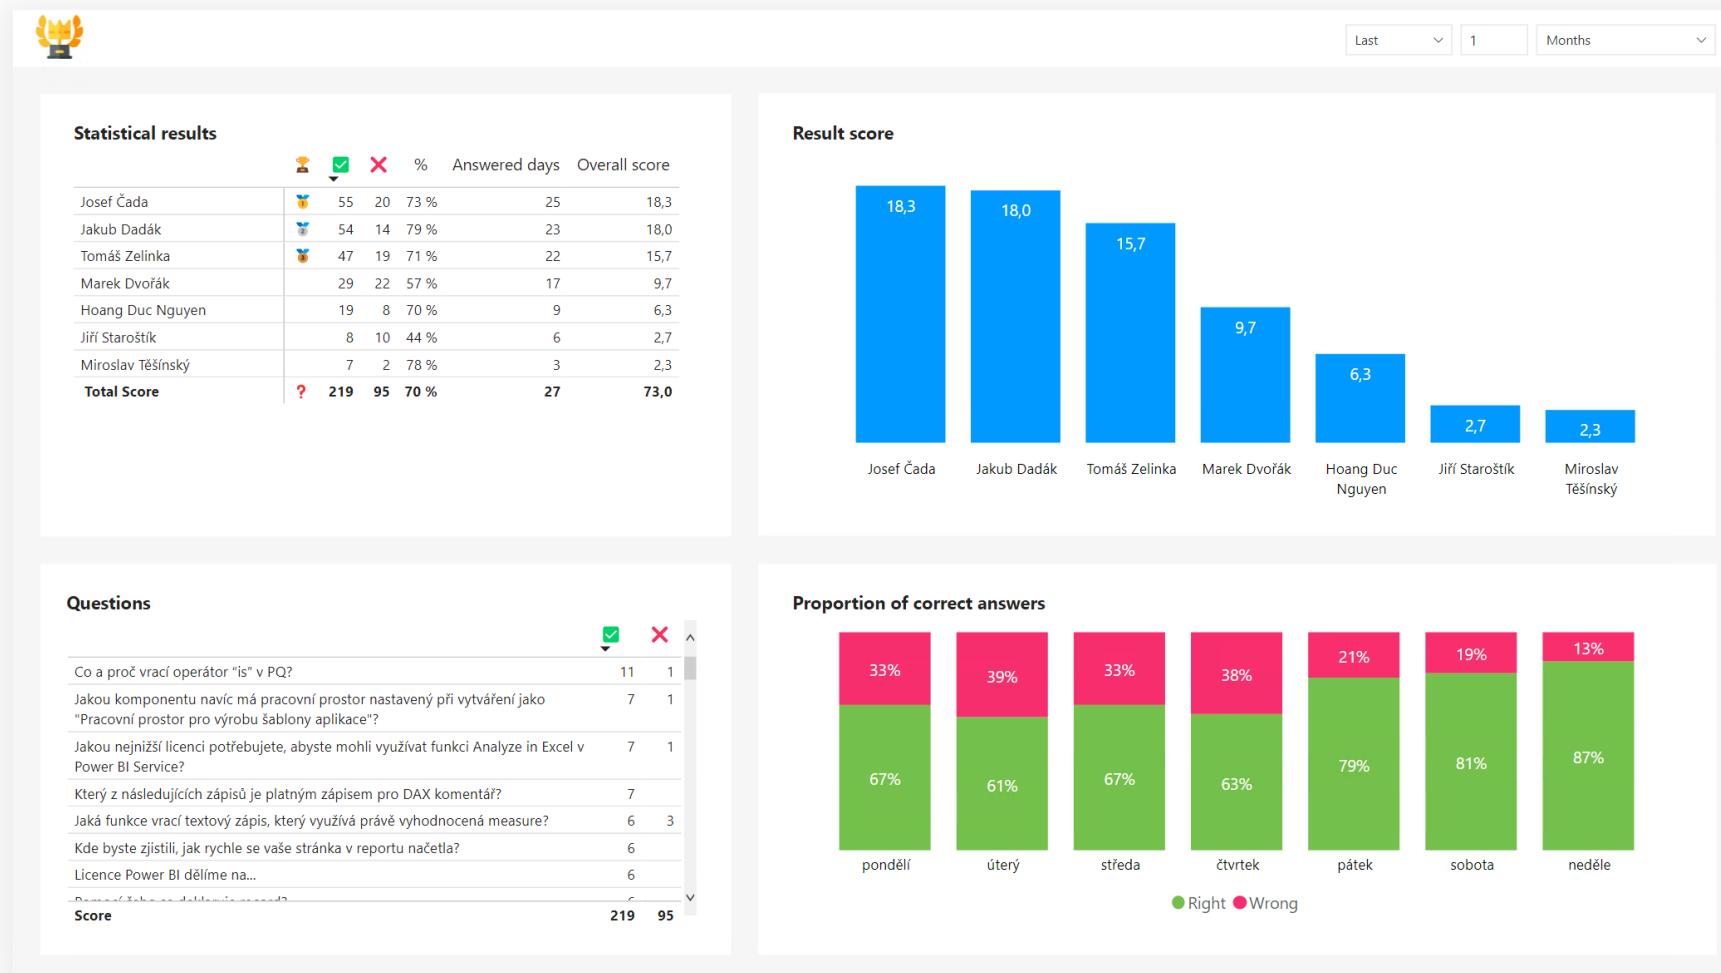 Last 1 Months
Statistical results
% Answered days Overall score
Josef Čada 55 20 73 % 25 18,3
Jakub Dadák 54 14 79 % 23 18,0
Tomáš Zelinka 47 19 71 % 22 15,7
Marek Dvořák 29 22 57 % 17 9,7
Hoang Duc Nguyen 19 8 70 % 9 6,3
Jiří Staroštík 8 10 44 % 6 2,7
Miroslav Těšínský 7 2 78 % 3 2,3
Total Score ❓ 219 95 70 % 27 73,0
Result score
18,3 18,0 15,7 9,7 6,3 2,7 2,3
Josef Čada Jakub Dadák Tomáš Zelinka Marek Dvořák Hoang Duc Jiří Staroštík Miroslav
Nguyen Těšínský
Questions
Co a proč vrací operátor “is” v PQ? 11 1
Jakou komponentu navíc má pracovní prostor nastavený při vytváření jako 7 1
"Pracovní prostor pro výrobu šablony aplikace"?
Jakou nejnižší licenci potřebujete, abyste mohli využívat funkci Analyze in Excel v 7 1
Power BI Service?
Který z následujících zápisů je platným zápisem pro DAX komentář? 7
Jaká funkce vrací textový zápis, který využívá právě vyhodnocená measure? 6 3
Kde byste zjistili, jak rychle se vaše stránka v reportu načetla? 6
Licence Power BI dělíme na... 6
Score 219 95
Proportion of correct answers
33% 39% 33% 38% 21% 19% 13%
67% 61% 67% 63% 79% 81% 87%
pondělí úterý středa čtvrtek pátek sobota neděle
Right Wrong